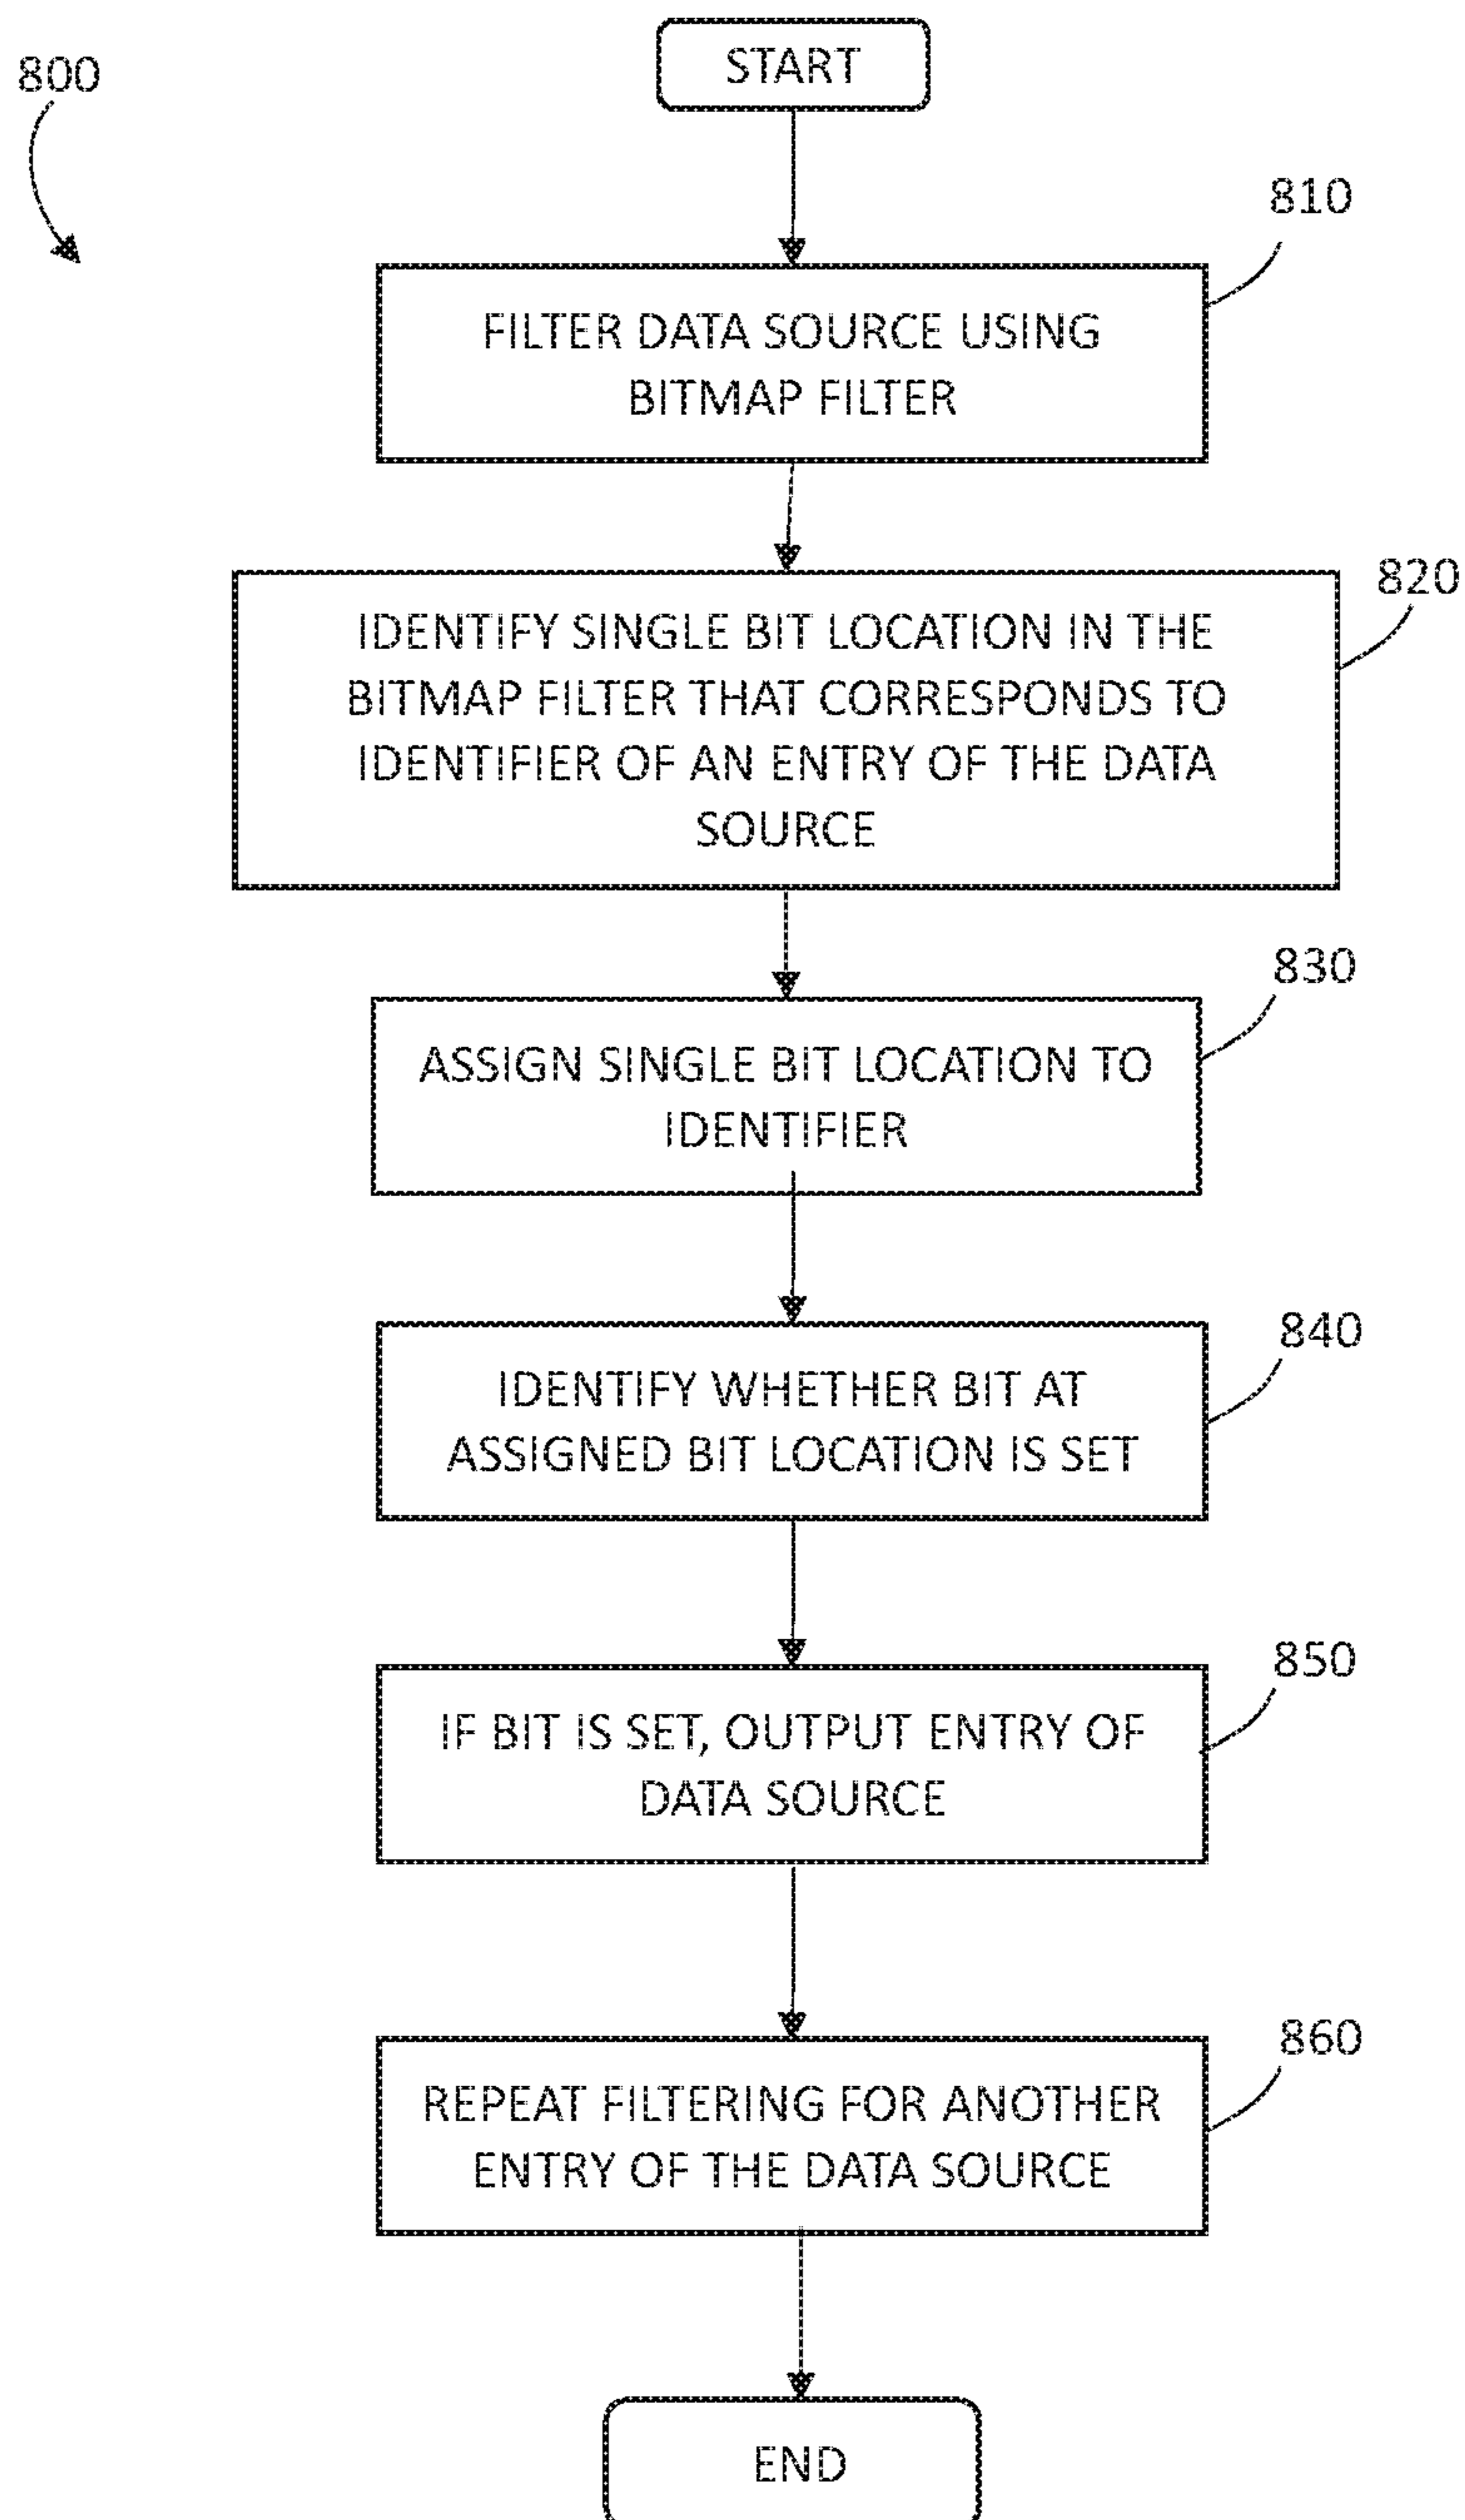 800
START
810
FILTER DATA SOURCE USING
BITMAP FILTER
820
IDENTIFY SINGLE BIT LOCATION IN THE
BITMAP FILTER THAT CORRESPONDS TO
IDENTIFIER OF AN ENTRY OF THE DATA
SOURCE
830
ASSIGN SINGLE BIT LOCATION TO
IDENTIFIER
840
IDENTIFY WHETHER BIT AT
ASSIGNED BIT LOCATION IS SET
850
IF BIT IS SET, OUTPUT ENTRY OF
DATA SOURCE
860
REPEAT FILTERING FOR ANOTHER
ENTRY OF THE DATA SOURCE
END